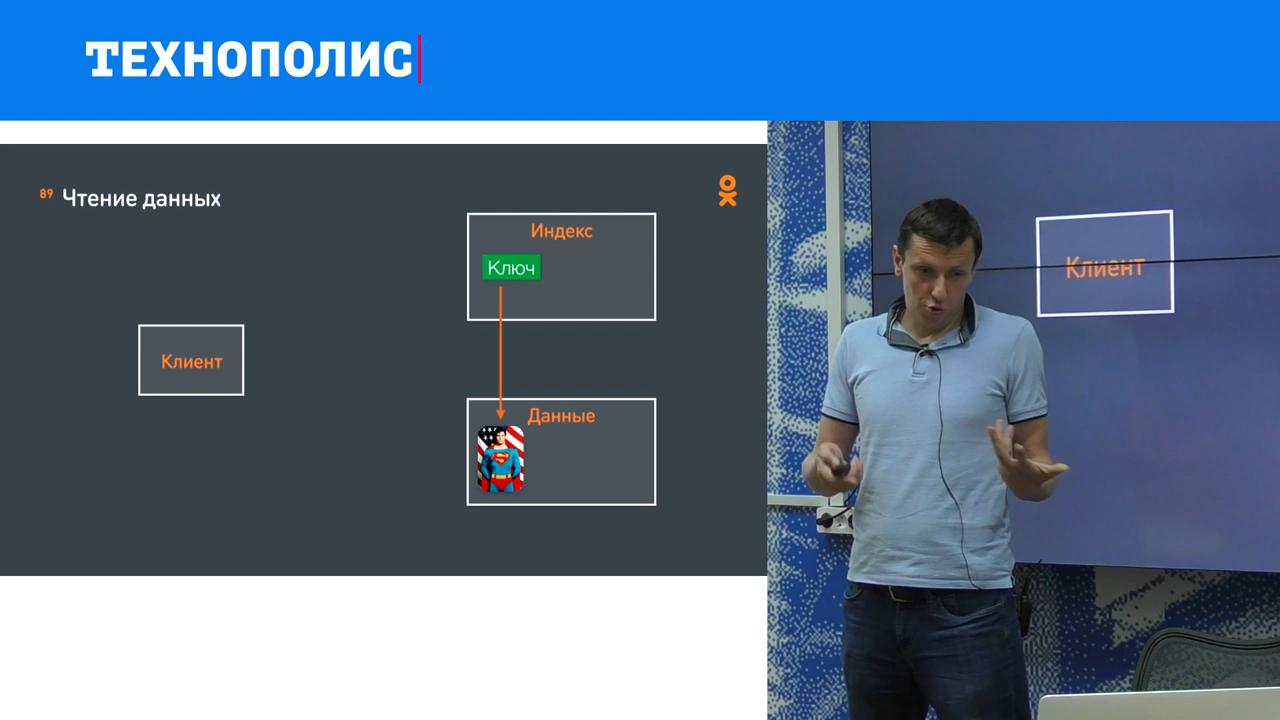 ТЕХНОПОЛИС
89 Чтение данных
Индекс
Ключ
Клиент
Данные
Клиент